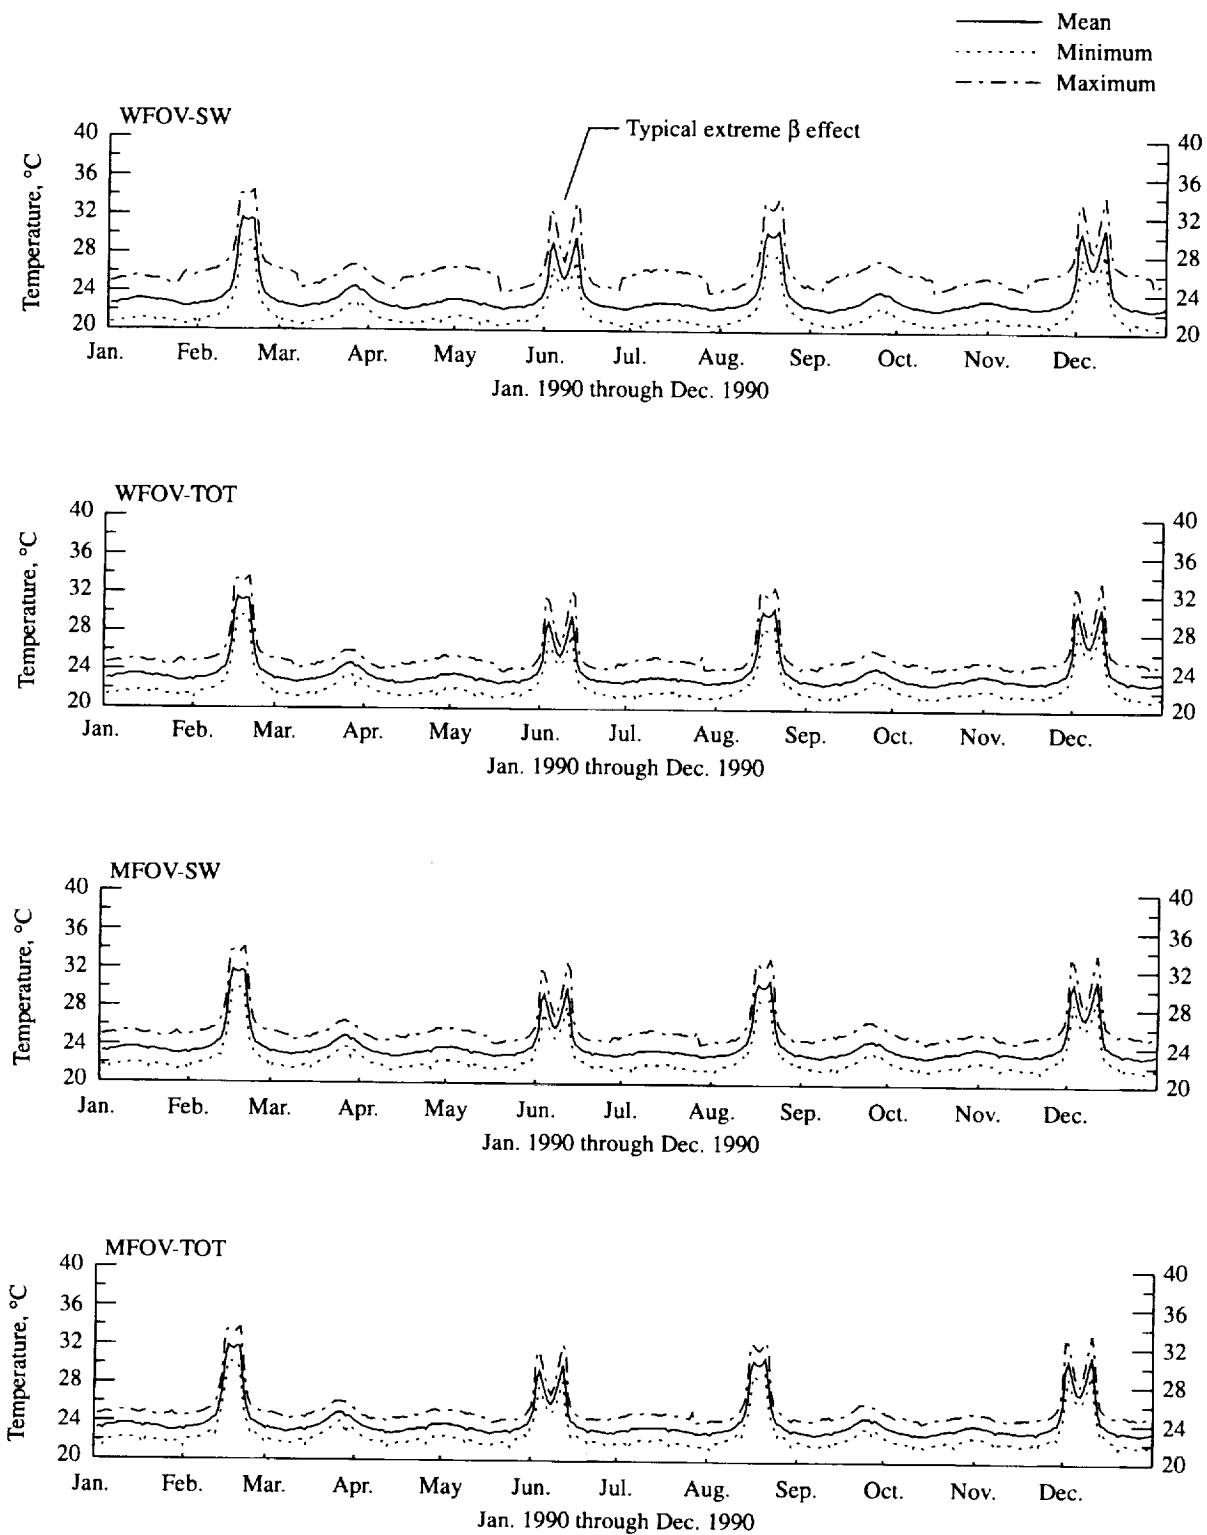 Mean
Minimum
Maximum
WFOV-SW
Typical extreme β effect
Temperature, °C
40
36
32
28
24
20
40
36
32
28
24
20
Jan. Feb. Mar. Apr. May Jun. Jul. Aug. Sep. Oct. Nov. Dec.
Jan. 1990 through Dec. 1990
WFOV-TOT
Temperature, °C
40
36
32
28
24
20
40
36
32
28
24
20
Jan. Feb. Mar. Apr. May Jun. Jul. Aug. Sep. Oct. Nov. Dec.
Jan. 1990 through Dec. 1990
MFOV-SW
Temperature, °C
40
36
32
28
24
20
40
36
32
28
24
20
Jan. Feb. Mar. Apr. May Jun. Jul. Aug. Sep. Oct. Nov. Dec.
Jan. 1990 through Dec. 1990
MFOV-TOT
Temperature, °C
40
36
32
28
24
20
40
36
32
28
24
20
Jan. Feb. Mar. Apr. May Jun. Jul. Aug. Sep. Oct. Nov. Dec.
Jan. 1990 through Dec. 1990